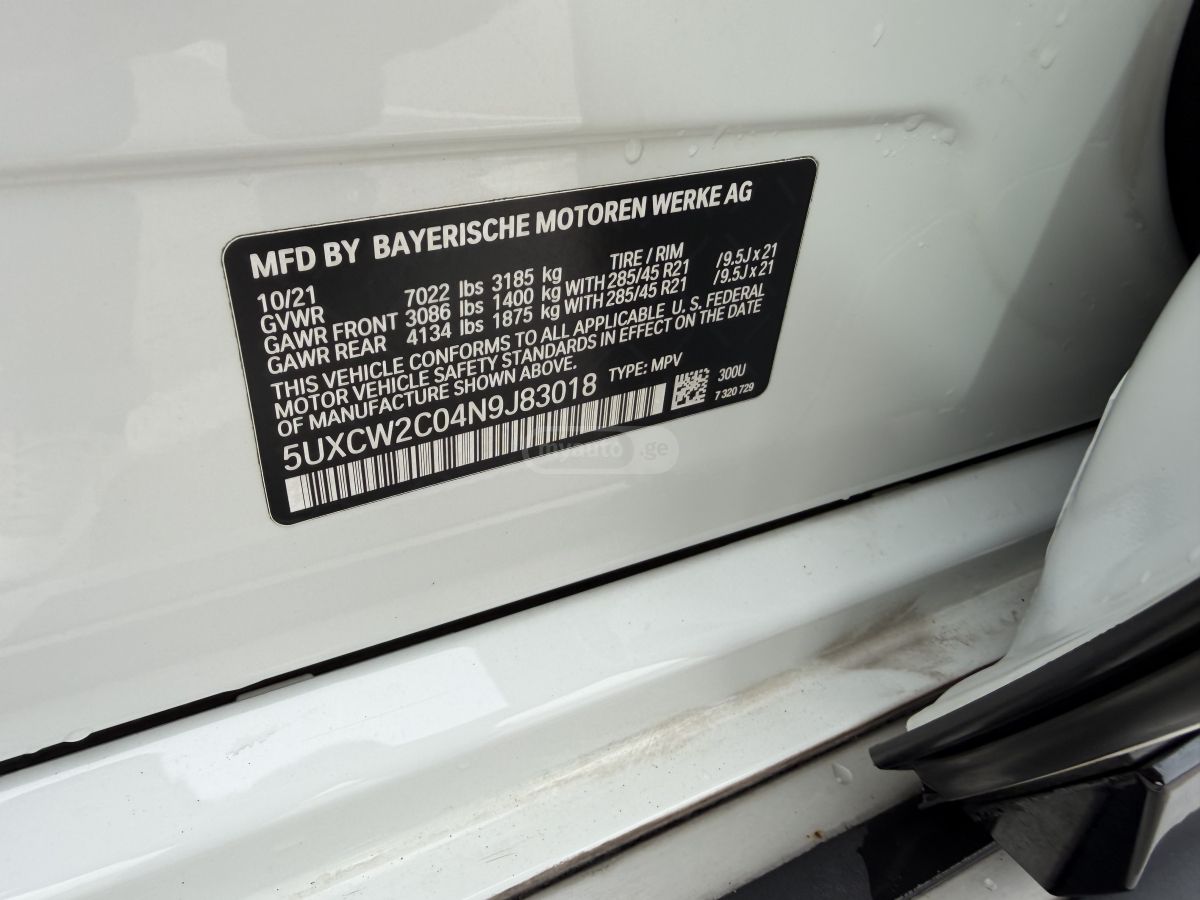 MFD BY BAYERISCHE MOTOREN WERKE AG
10/21 TIRE / RIM
GVWR 7022 lbs 3185 kg
GAWR FRONT 3086 lbs 1400 kg WITH 285/45 R21 /9.5J x 21
GAWR REAR 4134 lbs 1875 kg WITH 285/45 R21 /9.5J x 21
THIS VEHICLE CONFORMS TO ALL APPLICABLE U. S. FEDERAL
MOTOR VEHICLE SAFETY STANDARDS IN EFFECT ON THE DATE
OF MANUFACTURE SHOWN ABOVE.
5UXCW2C04N9J83018 TYPE: MPV 300U
7 320 729
myauto.ge